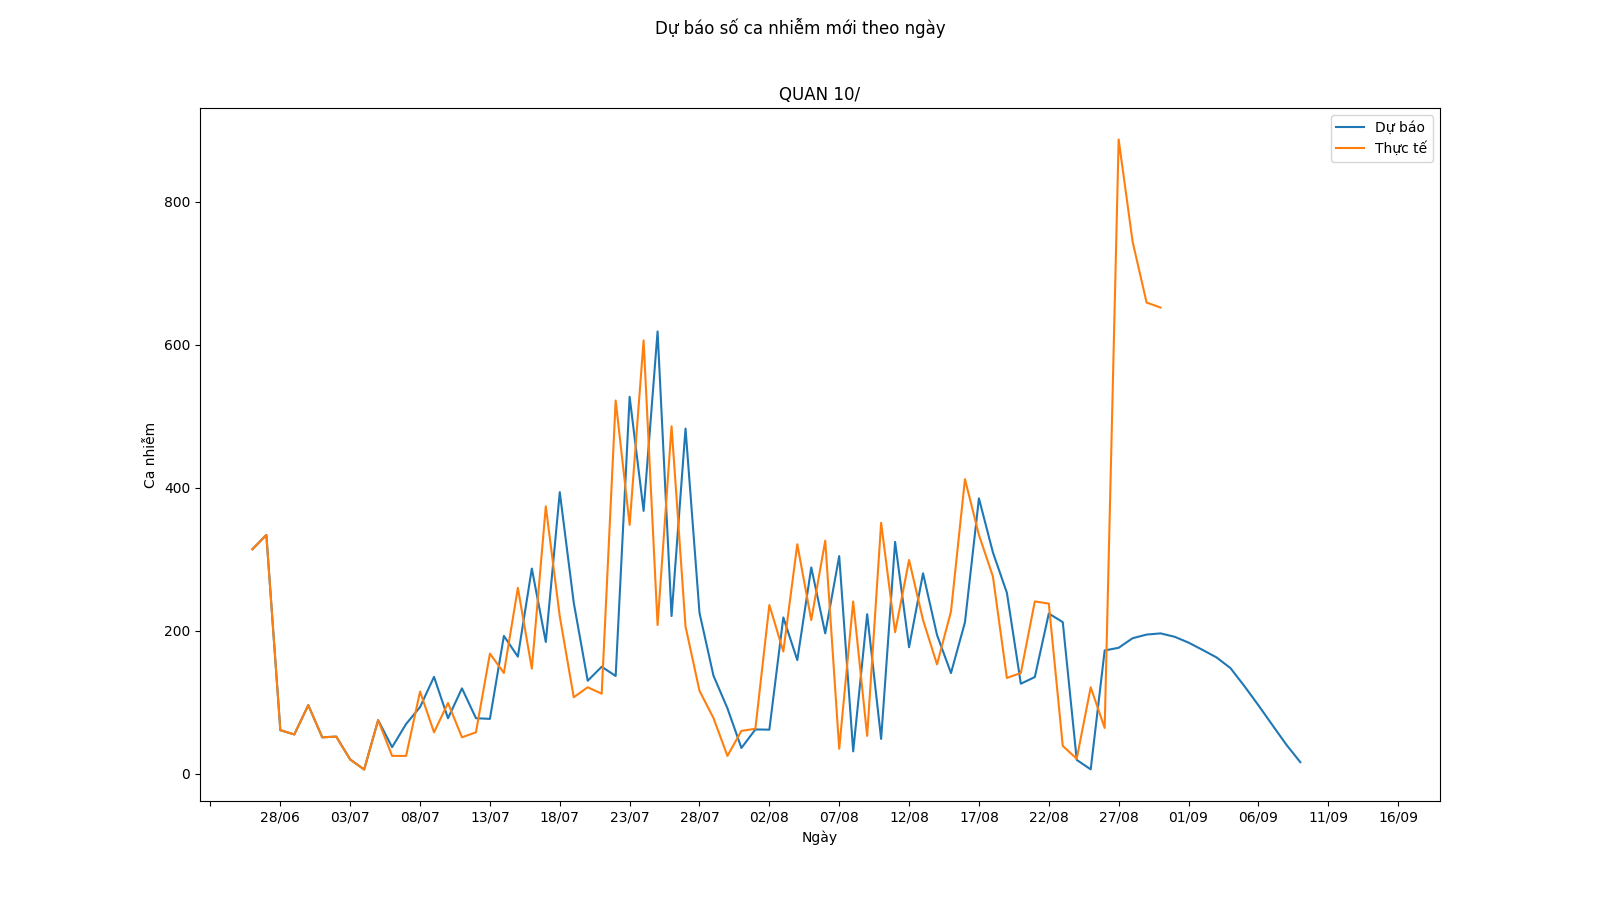 Dự báo số ca nhiễm mới theo ngày
QUAN 10/
Dự báo
Thực tế
800
600
400
200
0
Ca nhiễm
28/06 03/07 08/07 13/07 18/07 23/07 28/07 02/08 07/08 12/08 17/08 22/08 27/08 01/09 06/09 11/09 16/09
Ngày